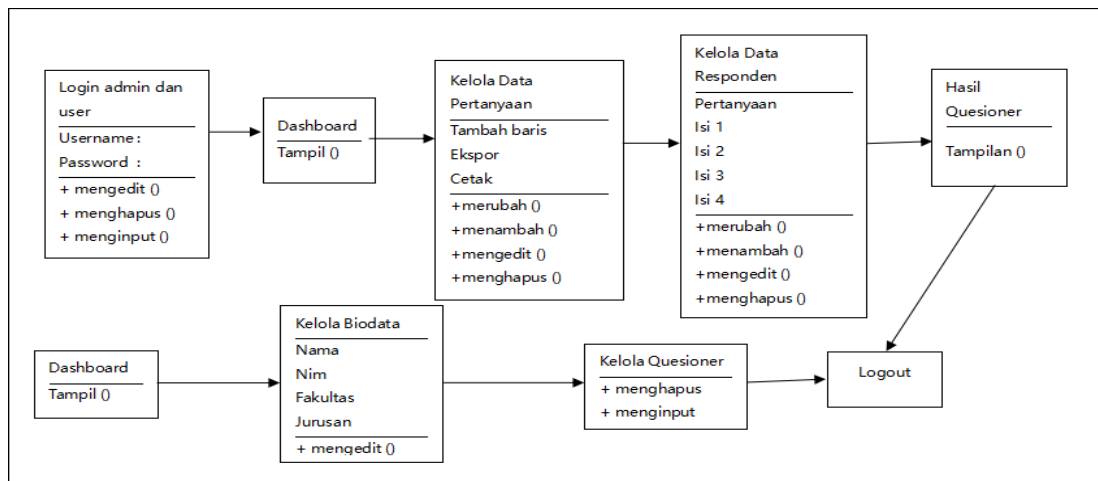 Login admin dan
user
Username :
Password :
+ mengedit ()
+ menghapus ()
+ menginput ()
Dashboard
Tampil ()
Kelola Data
Pertanyaan
Tambah baris
Ekspor
Cetak
+merubah ()
+menambah ()
+mengedit ()
+menghapus ()
Kelola Data
Responden
Pertanyaan
Isi 1
Isi 2
Isi 3
Isi 4
+merubah ()
+menambah ()
+mengedit ()
+menghapus ()
Hasil
Quesioner
Tampilan ()
Dashboard
Tampil ()
Kelola Biodata
Nama
Nim
Fakultas
Jurusan
+ mengedit ()
Kelola Quesioner
+ menghapus
+ menginput
Logout